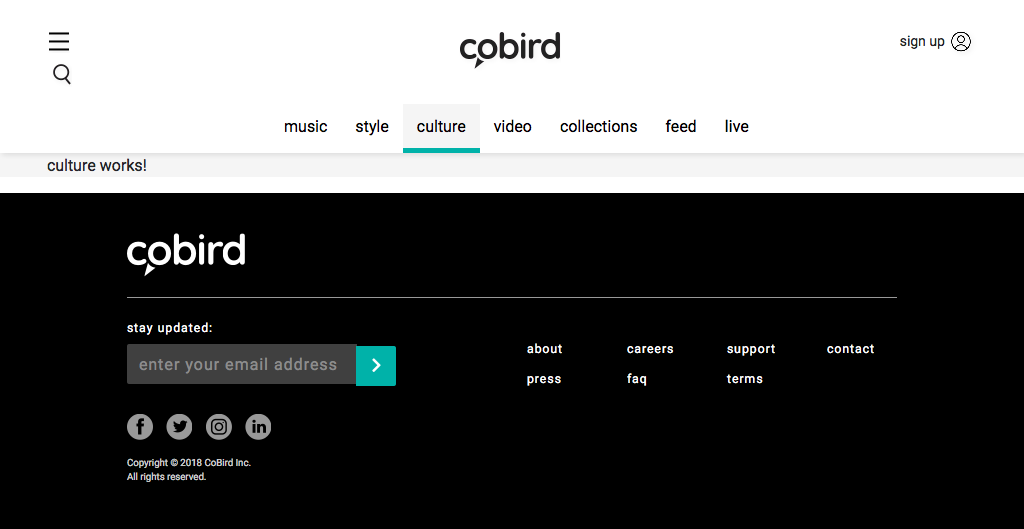 cobird
sign up
music style culture video collections feed live
culture works!
cobird
stay updated:
enter your email address
about careers support contact
press faq terms
Copyright © 2018 CoBird Inc.
All rights reserved.